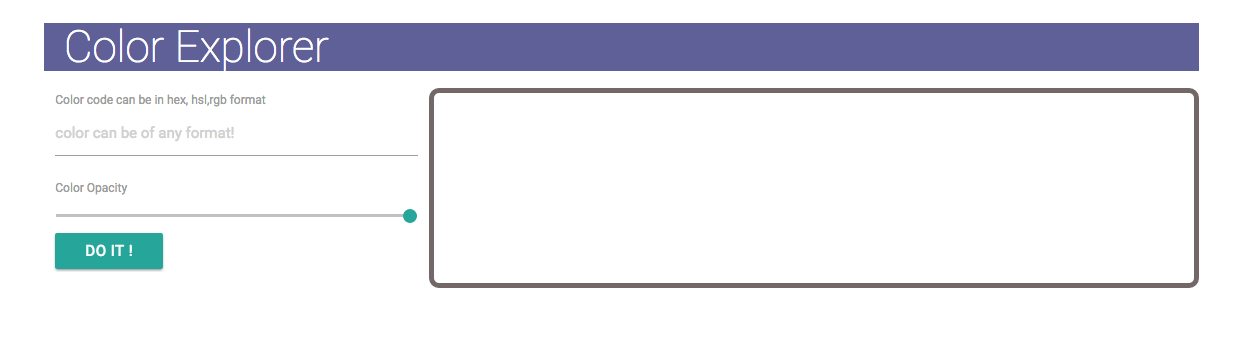 Color Explorer
Color code can be in hex, hsl,rgb format
color can be of any format!
Color Opacity
DO IT !